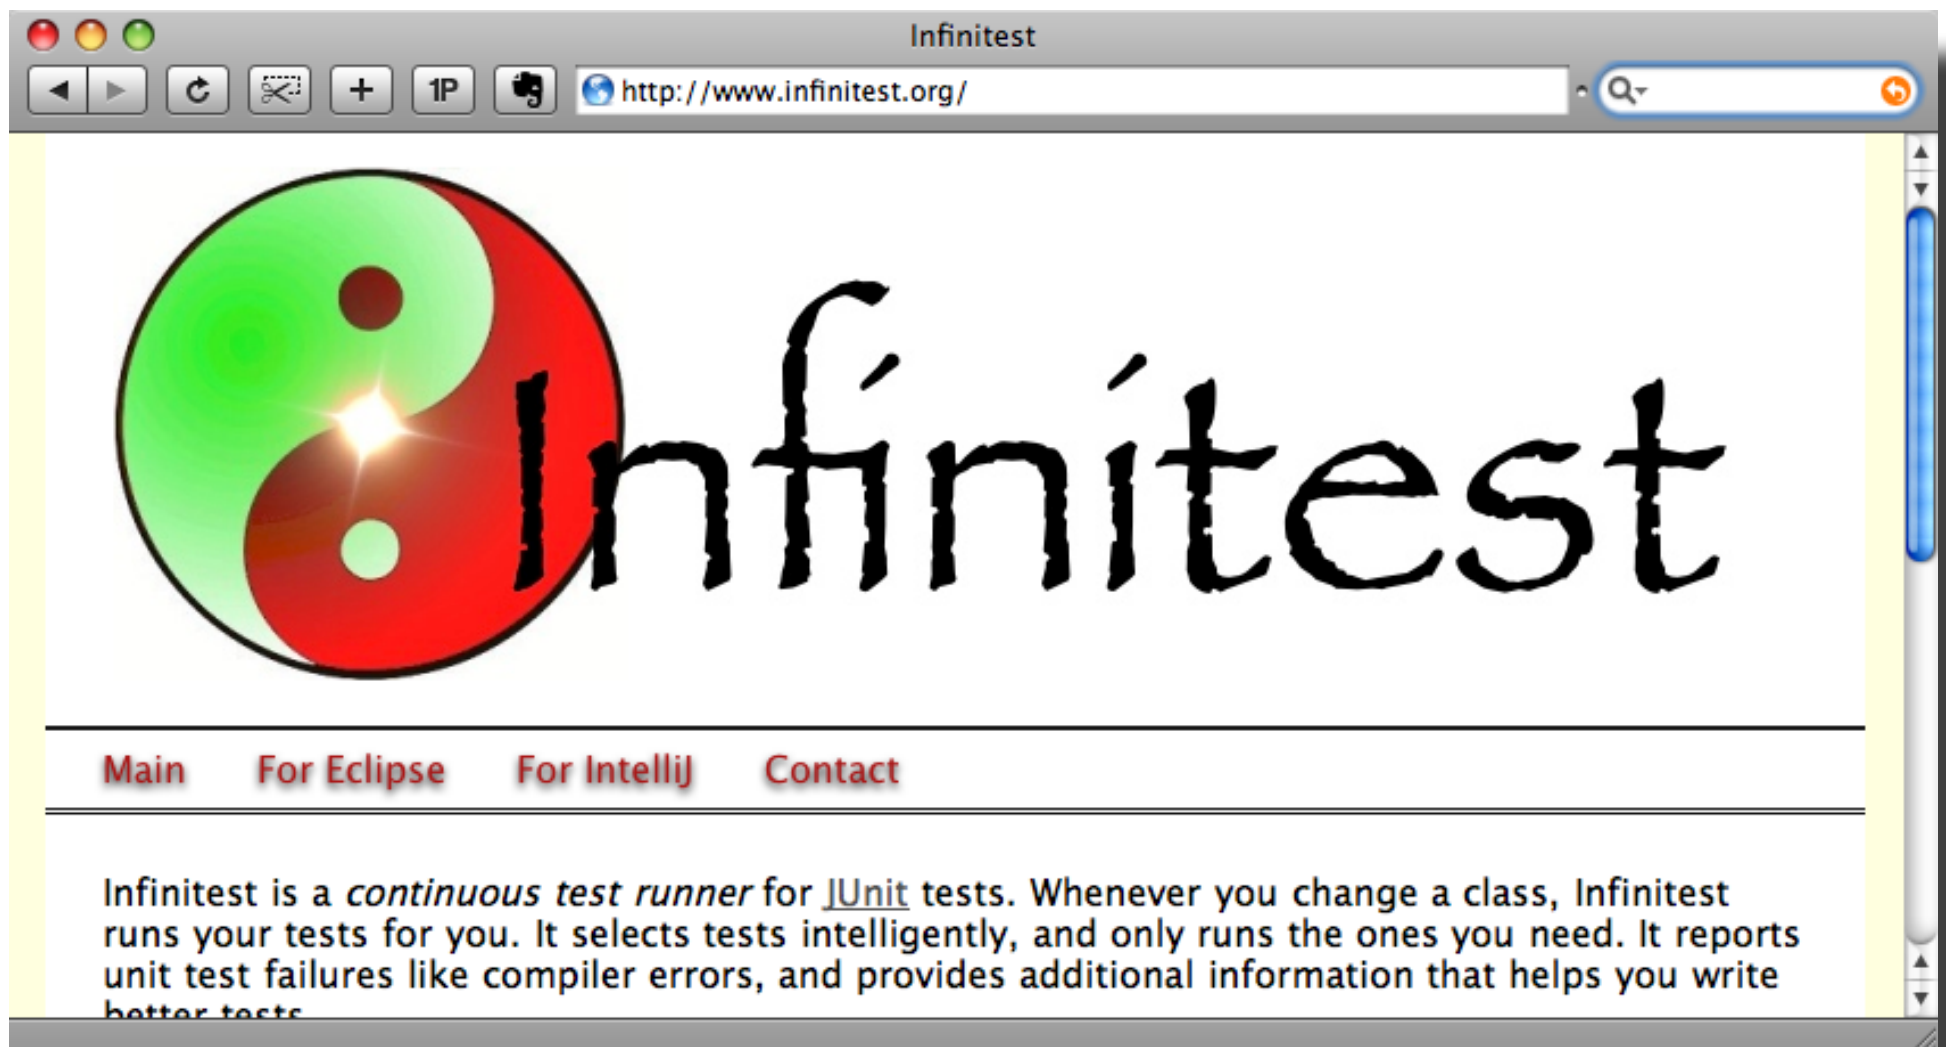 Infinitest
1P
http://www.infinitest.org/
Infinitest
Main For Eclipse For IntelliJ Contact
Infinitest is a continuous test runner for JUnit tests. Whenever you change a class, Infinitest
runs your tests for you. It selects tests intelligently, and only runs the ones you need. It reports
unit test failures like compiler errors, and provides additional information that helps you write
better tests.